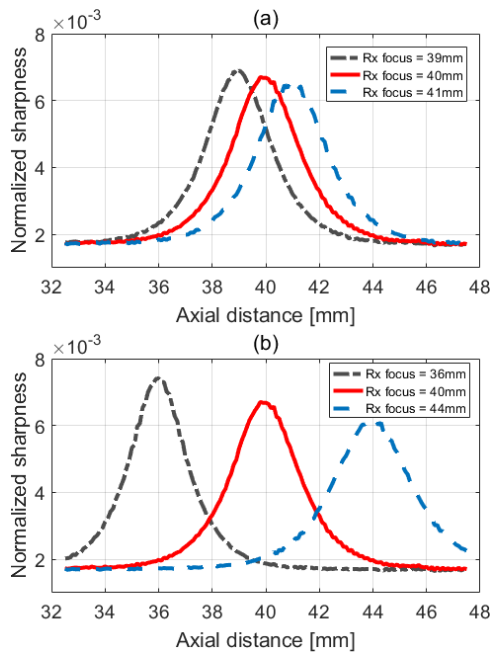 (a)
×10⁻³
Normalized sharpness
8
6
4
2
Rx focus = 39mm
Rx focus = 40mm
Rx focus = 41mm
32 34 36 38 40 42 44 46 48
Axial distance [mm]
(b)
×10⁻³
Normalized sharpness
8
6
4
2
Rx focus = 36mm
Rx focus = 40mm
Rx focus = 44mm
32 34 36 38 40 42 44 46 48
Axial distance [mm]